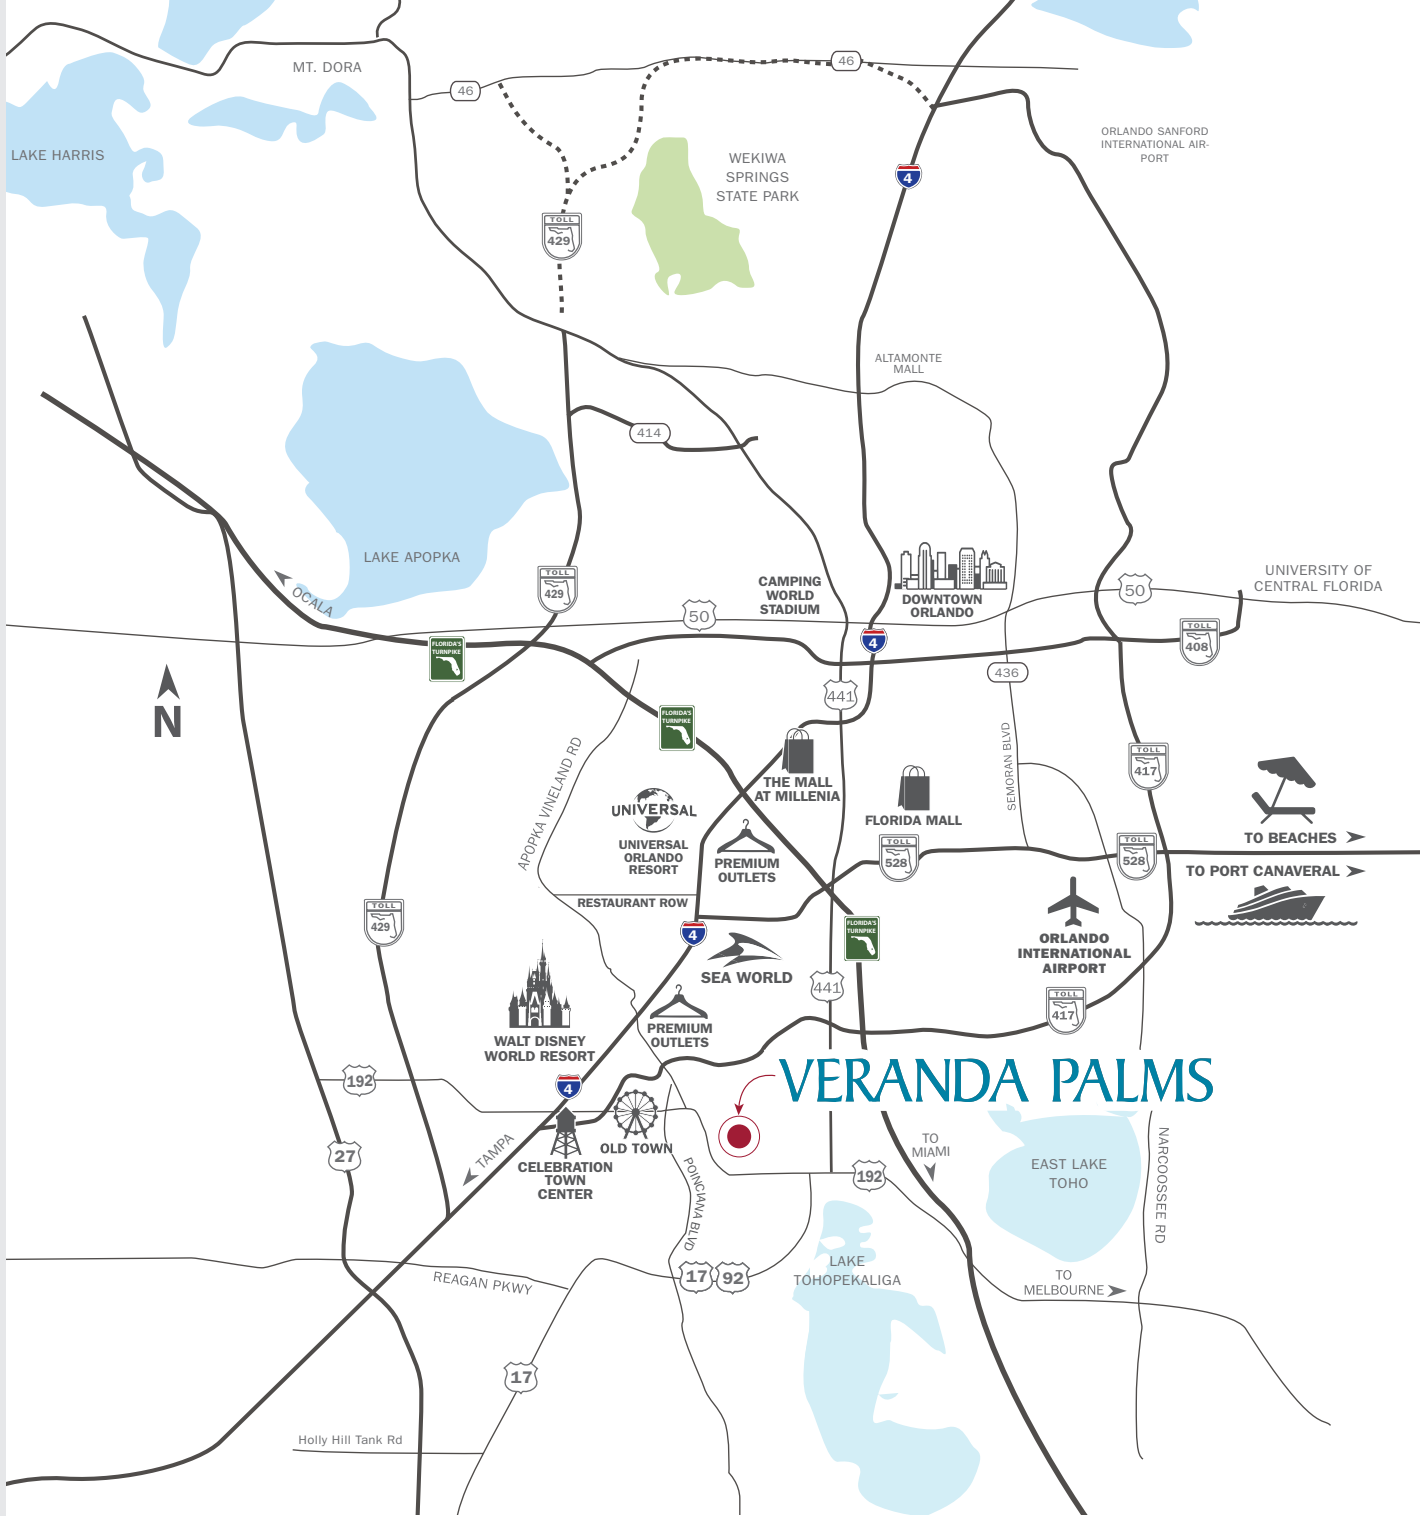 MT. DORA
46
46
LAKE HARRIS
ORLANDO SANFORD
INTERNATIONAL AIR-
PORT
WEKIWA
SPRINGS
STATE PARK
4
TOLL
429
ALTAMONTE
MALL
414
LAKE APOPKA
OCALA
TOLL
429
CAMPING
WORLD
STADIUM
DOWNTOWN
ORLANDO
UNIVERSITY OF
CENTRAL FLORIDA
50
50
4
TOLL
408
FLORIDA'S
TURNPIKE
436
441
N
FLORIDA'S
TURNPIKE
APOPKA VINELAND RD
SEMORAN BLVD
TOLL
417
THE MALL
AT MILLENIA
UNIVERSAL
UNIVERSAL
ORLANDO
RESORT
PREMIUM
OUTLETS
FLORIDA MALL
TOLL
528
TOLL
528
TO BEACHES
TO PORT CANAVERAL
RESTAURANT ROW
TOLL
429
4
FLORIDA'S
TURNPIKE
SEA WORLD
ORLANDO
INTERNATIONAL
AIRPORT
441
TOLL
417
WALT DISNEY
WORLD RESORT
PREMIUM
OUTLETS
192
4
VERANDA PALMS
OLD TOWN
TAMPA
27
CELEBRATION
TOWN
CENTER
POINCIANA BLVD
192
TO
MIAMI
EAST LAKE
TOHO
NARCOOSSEE RD
REAGAN PKWY
17
92
LAKE
TOHOPEKALIGA
TO
MELBOURNE
17
Holly Hill Tank Rd